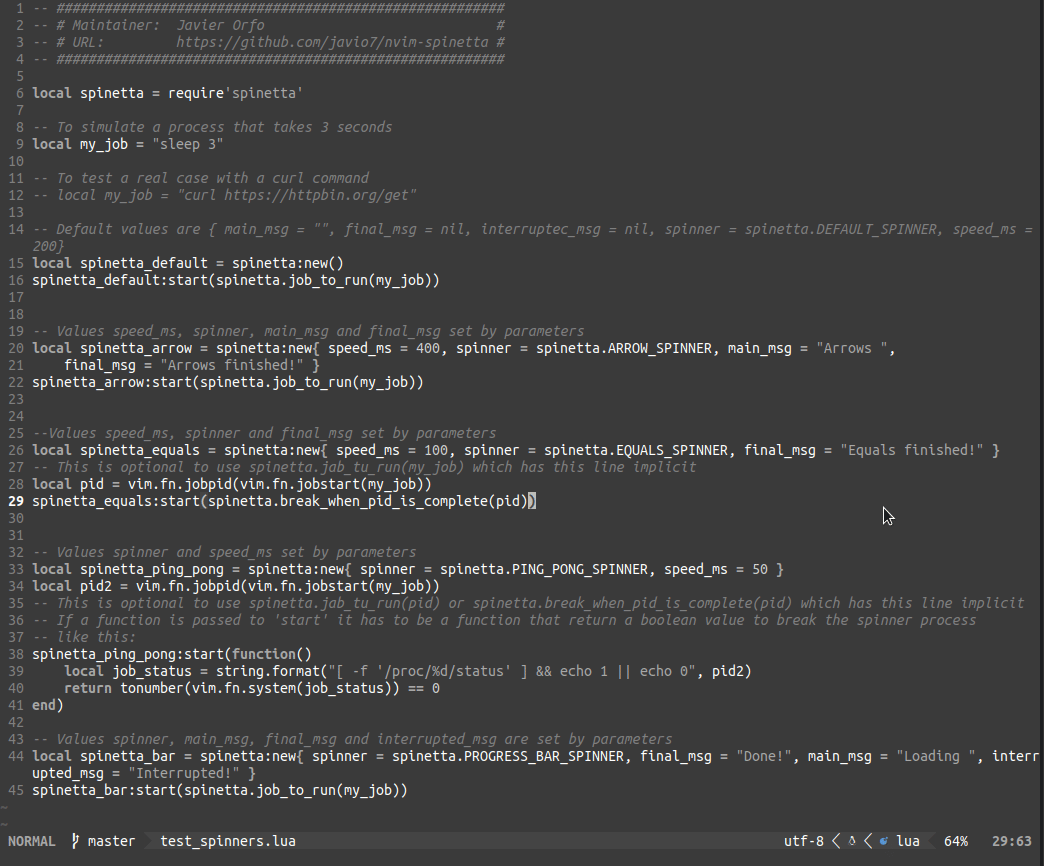 1 -- ########################################################
2 -- # Maintainer:  Javier Orfo                             #
3 -- # URL:         https://github.com/javio7/nvim-spinetta #
4 -- ########################################################
5
6 local spinetta = require'spinetta'
7
8 -- To simulate a process that takes 3 seconds
9 local my_job = "sleep 3"
10
11 -- To test a real case with a curl command
12 -- local my_job = "curl https://httpbin.org/get"
13
14 -- Default values are { main_msg = "", final_msg = nil, interruptec_msg = nil, spinner = spinetta.DEFAULT_SPINNER, speed_ms =
200}
15 local spinetta_default = spinetta:new()
16 spinetta_default:start(spinetta.job_to_run(my_job))
17
18
19 -- Values speed_ms, spinner, main_msg and final_msg set by parameters
20 local spinetta_arrow = spinetta:new{ speed_ms = 400, spinner = spinetta.ARROW_SPINNER, main_msg = "Arrows ",
21     final_msg = "Arrows finished!" }
22 spinetta_arrow:start(spinetta.job_to_run(my_job))
23
24
25 --Values speed_ms, spinner and final_msg set by parameters
26 local spinetta_equals = spinetta:new{ speed_ms = 100, spinner = spinetta.EQUALS_SPINNER, final_msg = "Equals finished!" }
27 -- This is optional to use spinetta.jab_tu_run(my_job) which has this line implicit
28 local pid = vim.fn.jobpid(vim.fn.jobstart(my_job))
29 spinetta_equals:start(spinetta.break_when_pid_is_complete(pid))
30
31
32 -- Values spinner and speed_ms set by parameters
33 local spinetta_ping_pong = spinetta:new{ spinner = spinetta.PING_PONG_SPINNER, speed_ms = 50 }
34 local pid2 = vim.fn.jobpid(vim.fn.jobstart(my_job))
35 -- This is optional to use spinetta.jab_tu_run(pid) or spinetta.break_when_pid_is_complete(pid) which has this line implicit
36 -- If a function is passed to 'start' it has to be a function that return a boolean value to break the spinner process
37 -- like this:
38 spinetta_ping_pong:start(function()
39     local job_status = string.format("[ -f '/proc/%d/status' ] && echo 1 || echo 0", pid2)
40     return tonumber(vim.fn.system(job_status)) == 0
41 end)
42
43 -- Values spinner, main_msg, final_msg and interrupted_msg are set by parameters
44 local spinetta_bar = spinetta:new{ spinner = spinetta.PROGRESS_BAR_SPINNER, final_msg = "Done!", main_msg = "Loading ", interr
upted_msg = "Interrupted!" }
45 spinetta_bar:start(spinetta.job_to_run(my_job))
~
~
NORMAL master test_spinners.lua utf-8 < < lua 64% 29:63